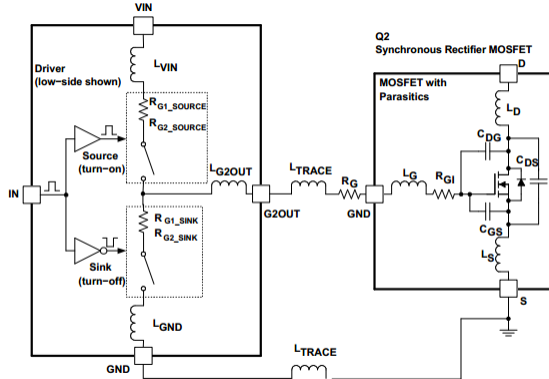 VIN
Q2
Synchronous Rectifier MOSFET
Driver
(low−side shown)
LVIN
D
MOSFET with
Parasitics
RG1_SOURCE
RG2_SOURCE
LD
CDG
CDS
Source
(turn−on)
LG2OUT
LTRACE
RG
LG
RGI
IN
G2OUT
GND
RG1_SINK
RG2_SINK
CGS
Sink
(turn−off)
LS
LGND
S
GND
LTRACE